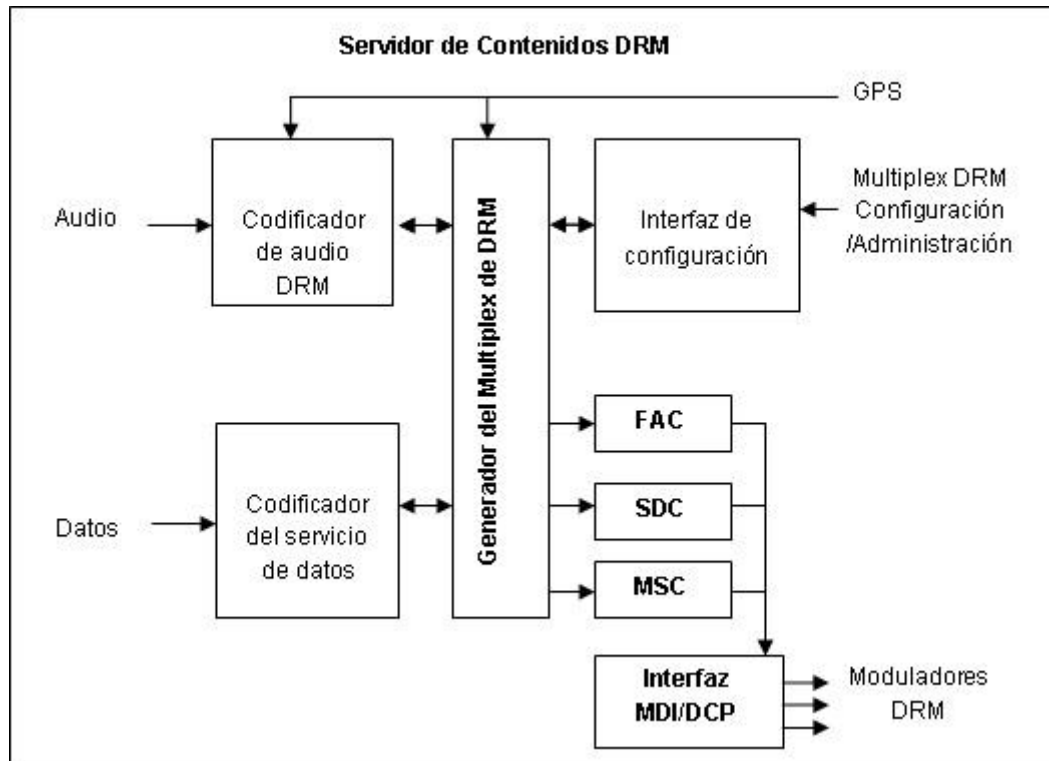 Servidor de Contenidos DRM
GPS
Audio
Codificador
de audio
DRM
Generador del Multiplex de DRM
Interfaz de
configuración
Multiplex DRM
Configuración
/Administración
Datos
Codificador
del servicio
de datos
FAC
SDC
MSC
Interfaz
MDI/DCP
Moduladores
DRM